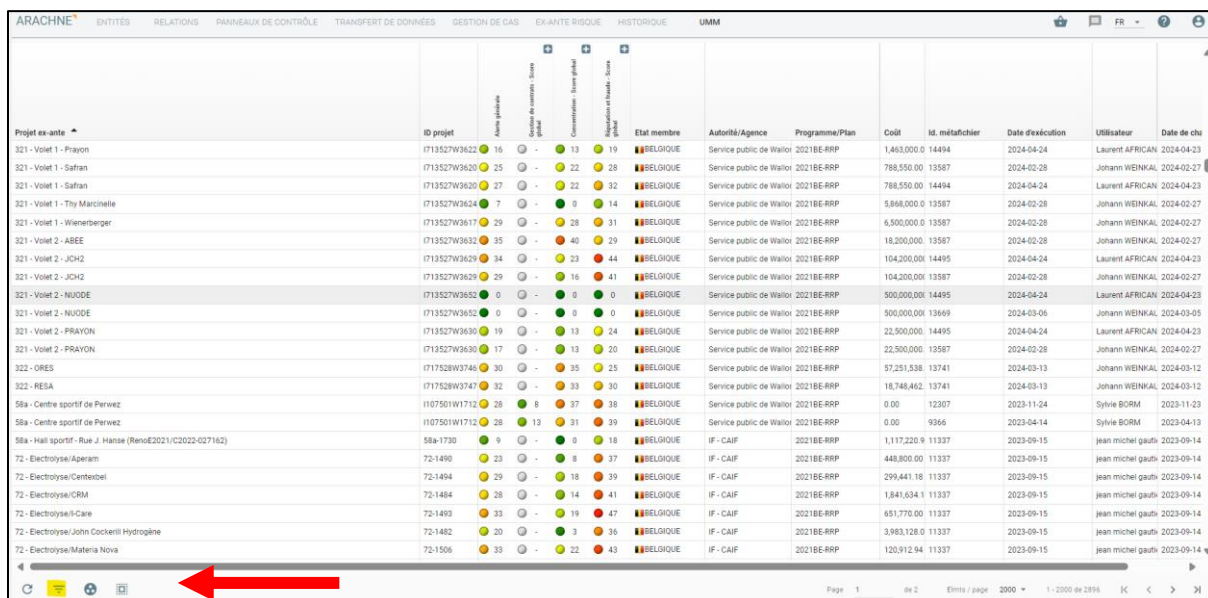 ARACHNE ENTITÉS RELATIONS PANNEAUX DE CONTRÔLE TRANSFERT DE DONNÉES GESTION DE CAS EX-ANTE RISQUE HISTORIQUE UMM FR
Projet ex-ante ID projet Alerte générale Gestion de contrats - Score global Concentration - Score global Réputation et fraude - Score global Etat membre Autorité/Agence Programme/Plan Coût Id. métafichier Date d'exécution Utilisateur Date de cha
321 - Volet 1 - Prayon I713527W3622 16 - 13 19 BELGIQUE Service public de Wallor 2021BE-RRP 1,463,000.0 14494 2024-04-24 Laurent AFRICAN 2024-04-23
321 - Volet 1 - Safran I713527W3620 25 - 22 28 BELGIQUE Service public de Wallor 2021BE-RRP 788,550.00 13587 2024-02-28 Johann WEINKAL 2024-02-27
321 - Volet 1 - Safran I713527W3620 27 - 22 32 BELGIQUE Service public de Wallor 2021BE-RRP 788,550.00 14494 2024-04-24 Laurent AFRICAN 2024-04-23
321 - Volet 1 - Thy Marcinelle I713527W3624 7 - 0 14 BELGIQUE Service public de Wallor 2021BE-RRP 5,868,000.0 13587 2024-02-28 Johann WEINKAL 2024-02-27
321 - Volet 1 - Wienerberger I713527W3617 29 - 28 31 BELGIQUE Service public de Wallor 2021BE-RRP 6,500,000.0 13587 2024-02-28 Johann WEINKAL 2024-02-27
321 - Volet 2 - ABEE I713527W3632 35 - 40 29 BELGIQUE Service public de Wallor 2021BE-RRP 18,200,000. 13587 2024-02-28 Johann WEINKAL 2024-02-27
321 - Volet 2 - JCH2 I713527W3629 34 - 23 44 BELGIQUE Service public de Wallor 2021BE-RRP 104,200,00( 14495 2024-04-24 Laurent AFRICAN 2024-04-23
321 - Volet 2 - JCH2 I713527W3629 29 - 16 41 BELGIQUE Service public de Wallor 2021BE-RRP 104,200,00( 13587 2024-02-28 Johann WEINKAL 2024-02-27
321 - Volet 2 - NUODE I713527W3652 0 - 0 0 BELGIQUE Service public de Wallor 2021BE-RRP 500,000,00( 14495 2024-04-24 Laurent AFRICAN 2024-04-23
321 - Volet 2 - NUODE I713527W3652 0 - 0 0 BELGIQUE Service public de Wallor 2021BE-RRP 500,000,00( 13669 2024-03-06 Johann WEINKAL 2024-03-05
321 - Volet 2 - PRAYON I713527W3630 19 - 13 24 BELGIQUE Service public de Wallor 2021BE-RRP 22,500,000. 14495 2024-04-24 Laurent AFRICAN 2024-04-23
321 - Volet 2 - PRAYON I713527W3630 17 - 13 20 BELGIQUE Service public de Wallor 2021BE-RRP 22,500,000. 13587 2024-02-28 Johann WEINKAL 2024-02-27
322 - ORES I717528W3746 30 - 35 25 BELGIQUE Service public de Wallor 2021BE-RRP 57,251,538. 13741 2024-03-13 Johann WEINKAL 2024-03-12
322 - RESA I717528W3747 32 - 33 30 BELGIQUE Service public de Wallor 2021BE-RRP 18,748,462. 13741 2024-03-13 Johann WEINKAL 2024-03-12
58a - Centre sportif de Perwez I107501W1712 28 8 37 38 BELGIQUE Service public de Wallor 2021BE-RRP 0.00 12307 2023-11-24 Sylvie BORM 2023-11-23
58a - Centre sportif de Perwez I107501W1712 28 13 31 39 BELGIQUE Service public de Wallor 2021BE-RRP 0.00 9366 2023-04-14 Sylvie BORM 2023-04-13
58a - Hall sportif - Rue J. Hanse (RenoE2021/C2022-027162) 58a-1730 9 - 0 18 BELGIQUE IF - CAIF 2021BE-RRP 1,117,220.9 11337 2023-09-15 jean michel gauti 2023-09-14
72 - Electrolyse/Aperam 72-1490 23 - 8 37 BELGIQUE IF - CAIF 2021BE-RRP 448,800.00 11337 2023-09-15 jean michel gauti 2023-09-14
72 - Electrolyse/Centexbel 72-1494 29 - 18 39 BELGIQUE IF - CAIF 2021BE-RRP 299,441.18 11337 2023-09-15 jean michel gauti 2023-09-14
72 - Electrolyse/CRM 72-1484 28 - 14 41 BELGIQUE IF - CAIF 2021BE-RRP 1,841,634.1 11337 2023-09-15 jean michel gauti 2023-09-14
72 - Electrolyse/I-Care 72-1493 33 - 19 47 BELGIQUE IF - CAIF 2021BE-RRP 651,770.00 11337 2023-09-15 jean michel gauti 2023-09-14
72 - Electrolyse/John Cockerill Hydrogène 72-1482 20 - 3 36 BELGIQUE IF - CAIF 2021BE-RRP 3,983,128.0 11337 2023-09-15 jean michel gauti 2023-09-14
72 - Electrolyse/Materia Nova 72-1506 33 - 22 43 BELGIQUE IF - CAIF 2021BE-RRP 120,912.94 11337 2023-09-15 jean michel gauti 2023-09-14
Page 1 de 2 Elmts / page 2000 1 - 2000 de 2896